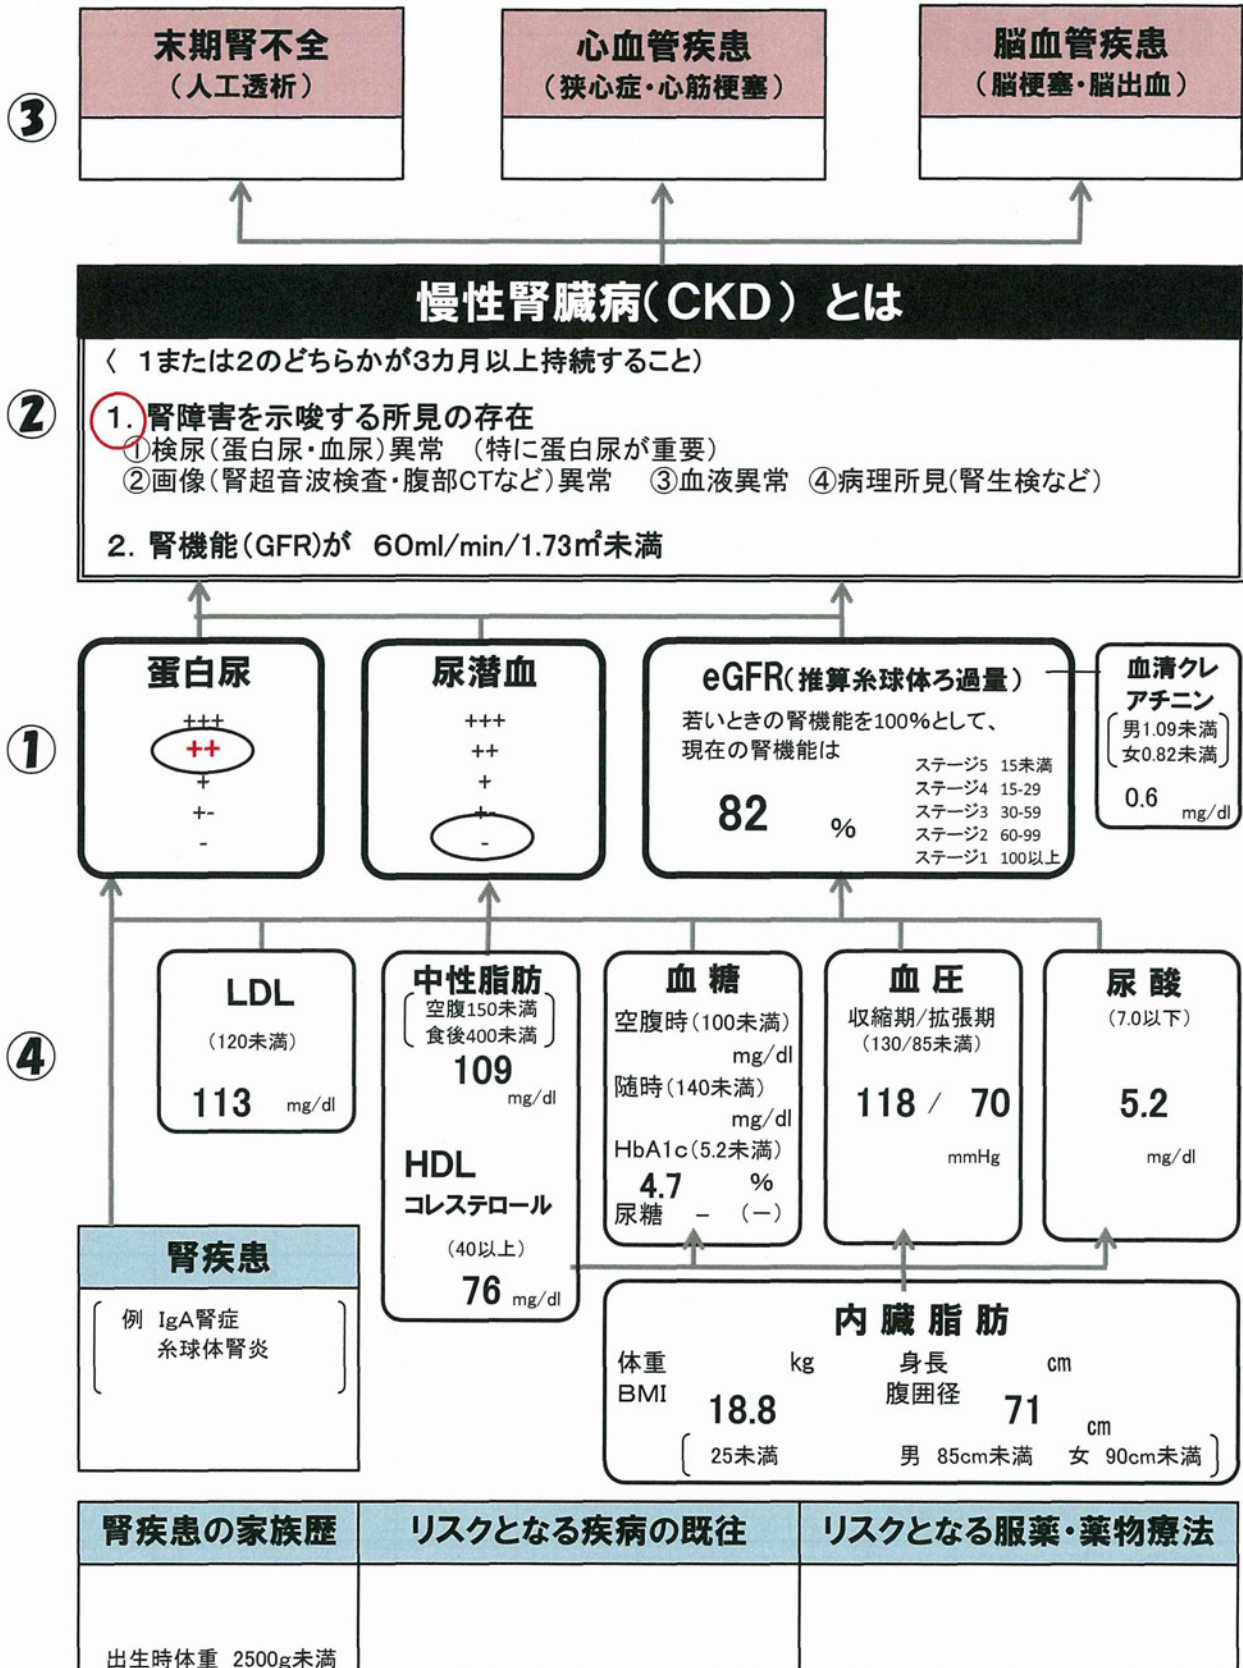 ③
末期腎不全
(人工透析)
心血管疾患
(狭心症・心筋梗塞)
脳血管疾患
(脳梗塞・脳出血)
慢性腎臓病(CKD) とは
②
〈 1または2のどちらかが3カ月以上持続すること)
1. 腎障害を示唆する所見の存在
①検尿(蛋白尿・血尿)異常 (特に蛋白尿が重要)
②画像(腎超音波検査・腹部CTなど)異常 ③血液異常 ④病理所見(腎生検など)
2. 腎機能(GFR)が 60ml/min/1.73㎡未満
①
蛋白尿
+++
++
+
+-
-
尿潜血
+++
++
+
+-
-
eGFR(推算糸球体ろ過量)
若いときの腎機能を100%として、
現在の腎機能は
82 %
ステージ5 15未満
ステージ4 15-29
ステージ3 30-59
ステージ2 60-99
ステージ1 100以上
血清クレ
アチニン
男1.09未満
女0.82未満
0.6 mg/dl
④
LDL
(120未満)
113 mg/dl
中性脂肪
空腹150未満
食後400未満
109
mg/dl
HDL
コレステロール
(40以上)
76 mg/dl
血糖
空腹時(100未満)
mg/dl
随時(140未満)
mg/dl
HbA1c(5.2未満)
4.7 %
尿糖 - (-)
血圧
収縮期/拡張期
(130/85未満)
118 / 70
mmHg
尿酸
(7.0以下)
5.2
mg/dl
腎疾患
例 IgA腎症
糸球体腎炎
内臓脂肪
体重 kg 身長 cm
BMI 18.8 腹囲径 71 cm
25未満 男 85cm未満 女 90cm未満
腎疾患の家族歴
リスクとなる疾病の既往
リスクとなる服薬・薬物療法
出生時体重 2500g未満